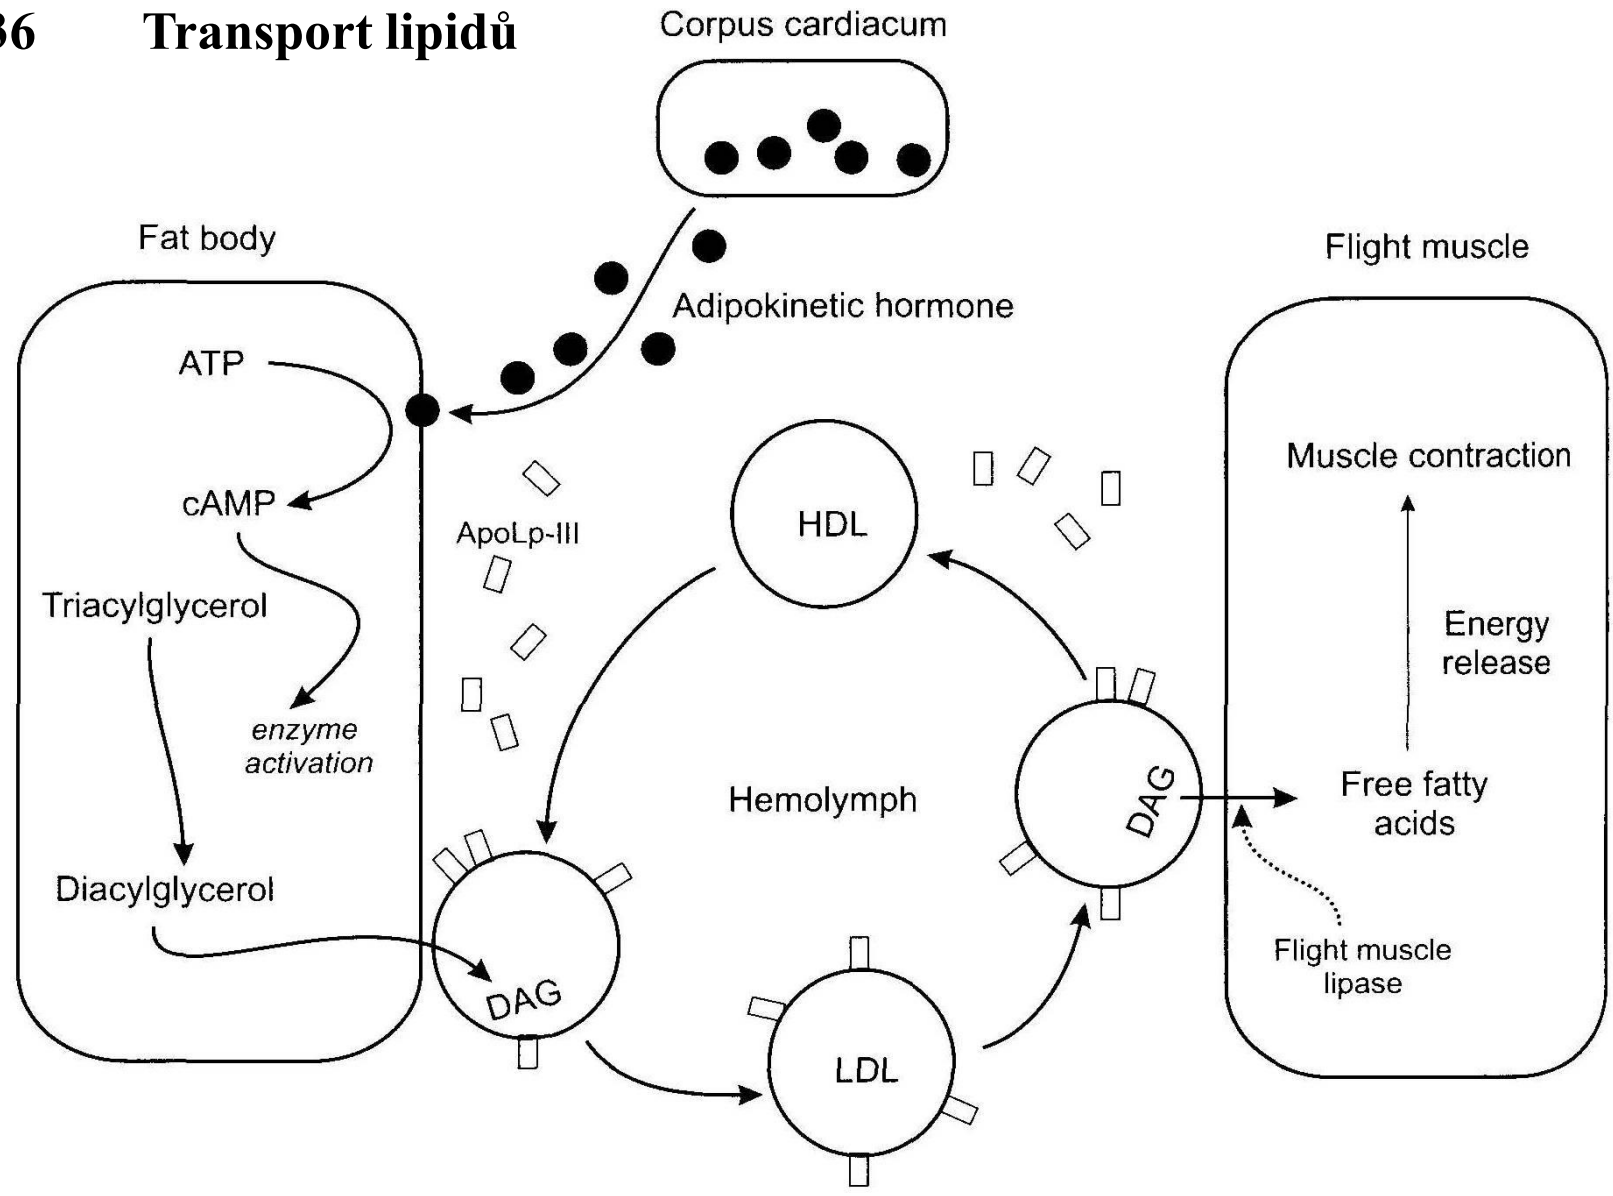 36 Transport lipidů
Corpus cardiacum
Fat body
Flight muscle
Adipokinetic hormone
ATP
cAMP
ApoLp-III
HDL
Muscle contraction
Triacylglycerol
Energy
release
enzyme
activation
Hemolymph
DAG
Free fatty
acids
Diacylglycerol
DAG
Flight muscle
lipase
LDL